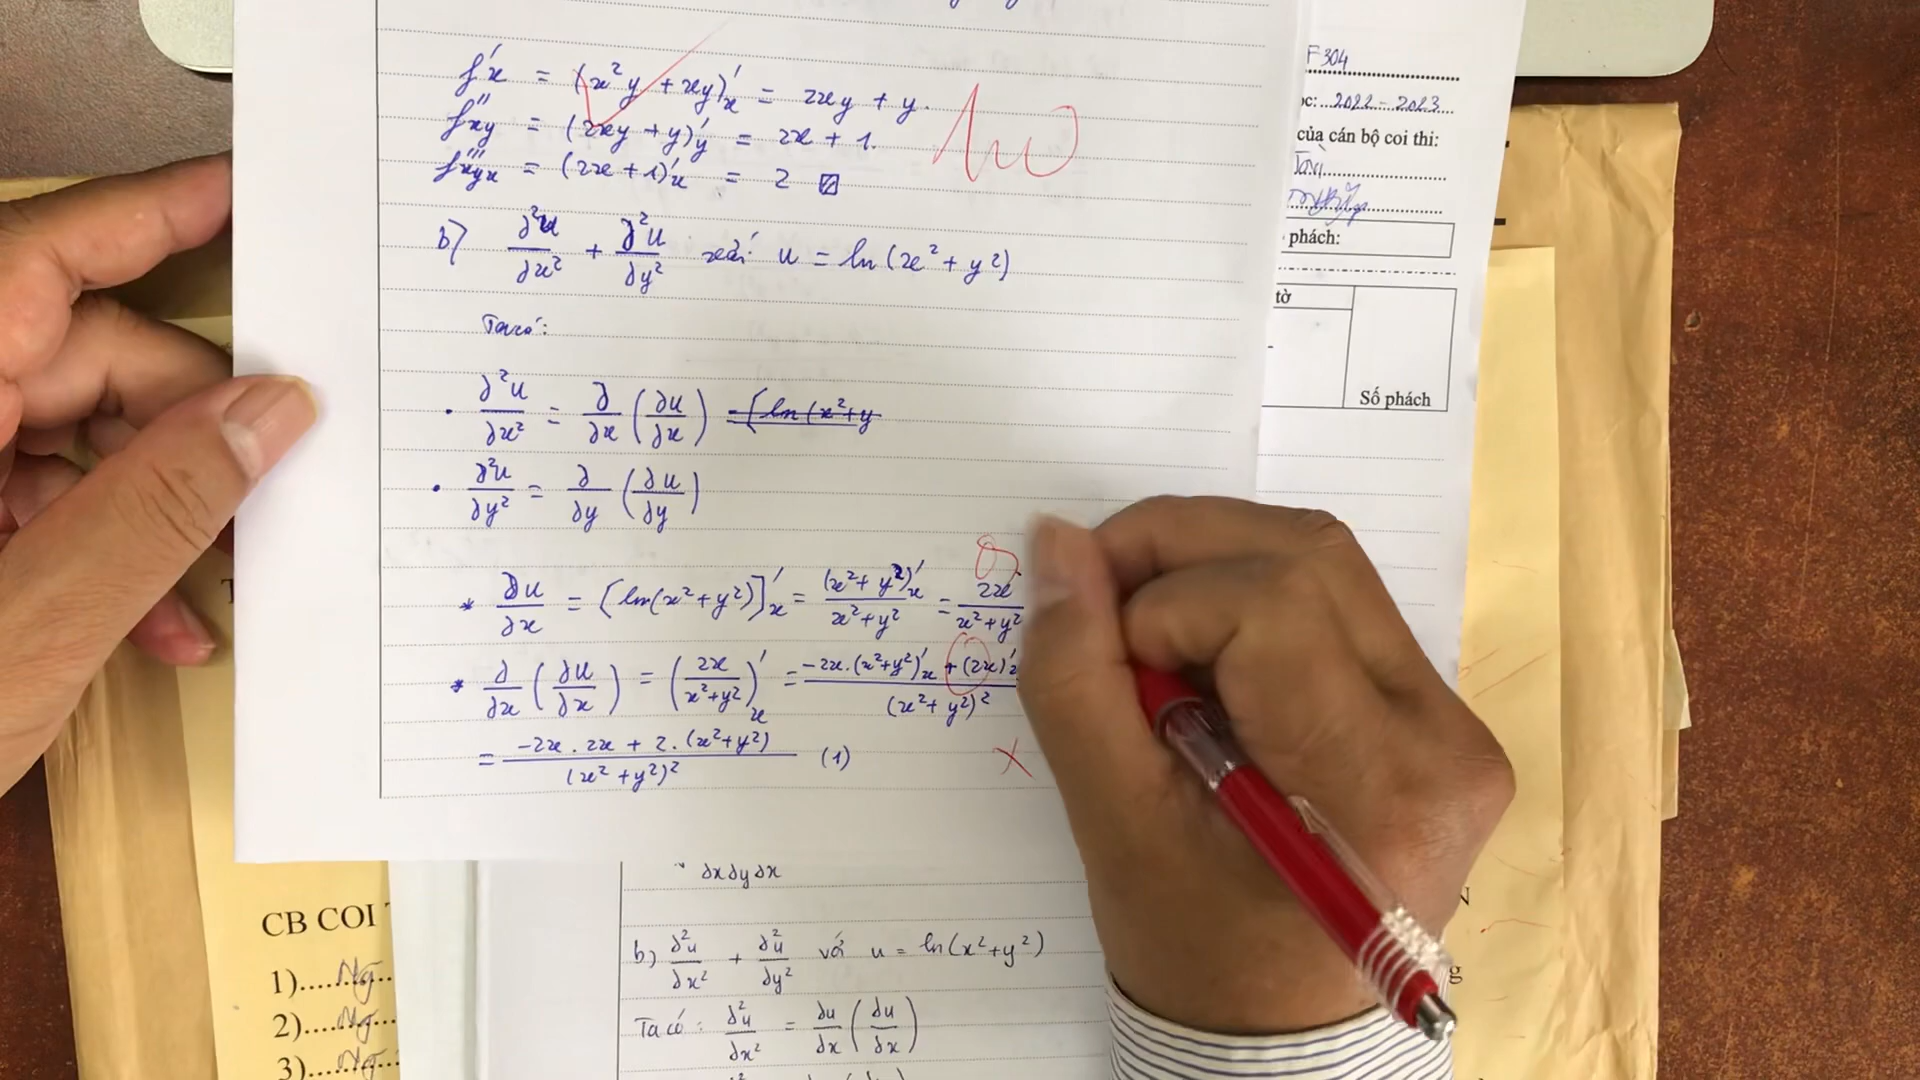 f'x = (x²y + xy)'x = 2xy + y.
f''xy = (2xy + y)'y = 2x + 1.
f'''xyx = (2x + 1)'x = 2
b) ∂²u/∂x² + ∂²u/∂y² với u = ln(x² + y²)
Ta có:
• ∂²u/∂x² = ∂/∂x (∂u/∂x) = [ln(x²+y
• ∂²u/∂y² = ∂/∂y (∂u/∂y)
* ∂u/∂x = [ln(x²+y²)]'x = (x²+y²)'x / x²+y² = 2x / x²+y²
* ∂/∂x (∂u/∂x) = (2x / x²+y²)'x = -2x.(x²+y²)'x + (2x)'x / (x²+y²)²
= -2x.2x + 2.(x²+y²) / (x²+y²)² (1)
F304
2022 - 2023
của cán bộ coi thi:
phách:
tờ
Số phách
CB COI
1)
2)
3)
∂x∂y∂x
b) ∂²u/∂x² + ∂²u/∂y² với u = ln(x²+y²)
Ta có: ∂²u/∂x² = ∂u/∂x (∂u/∂x)